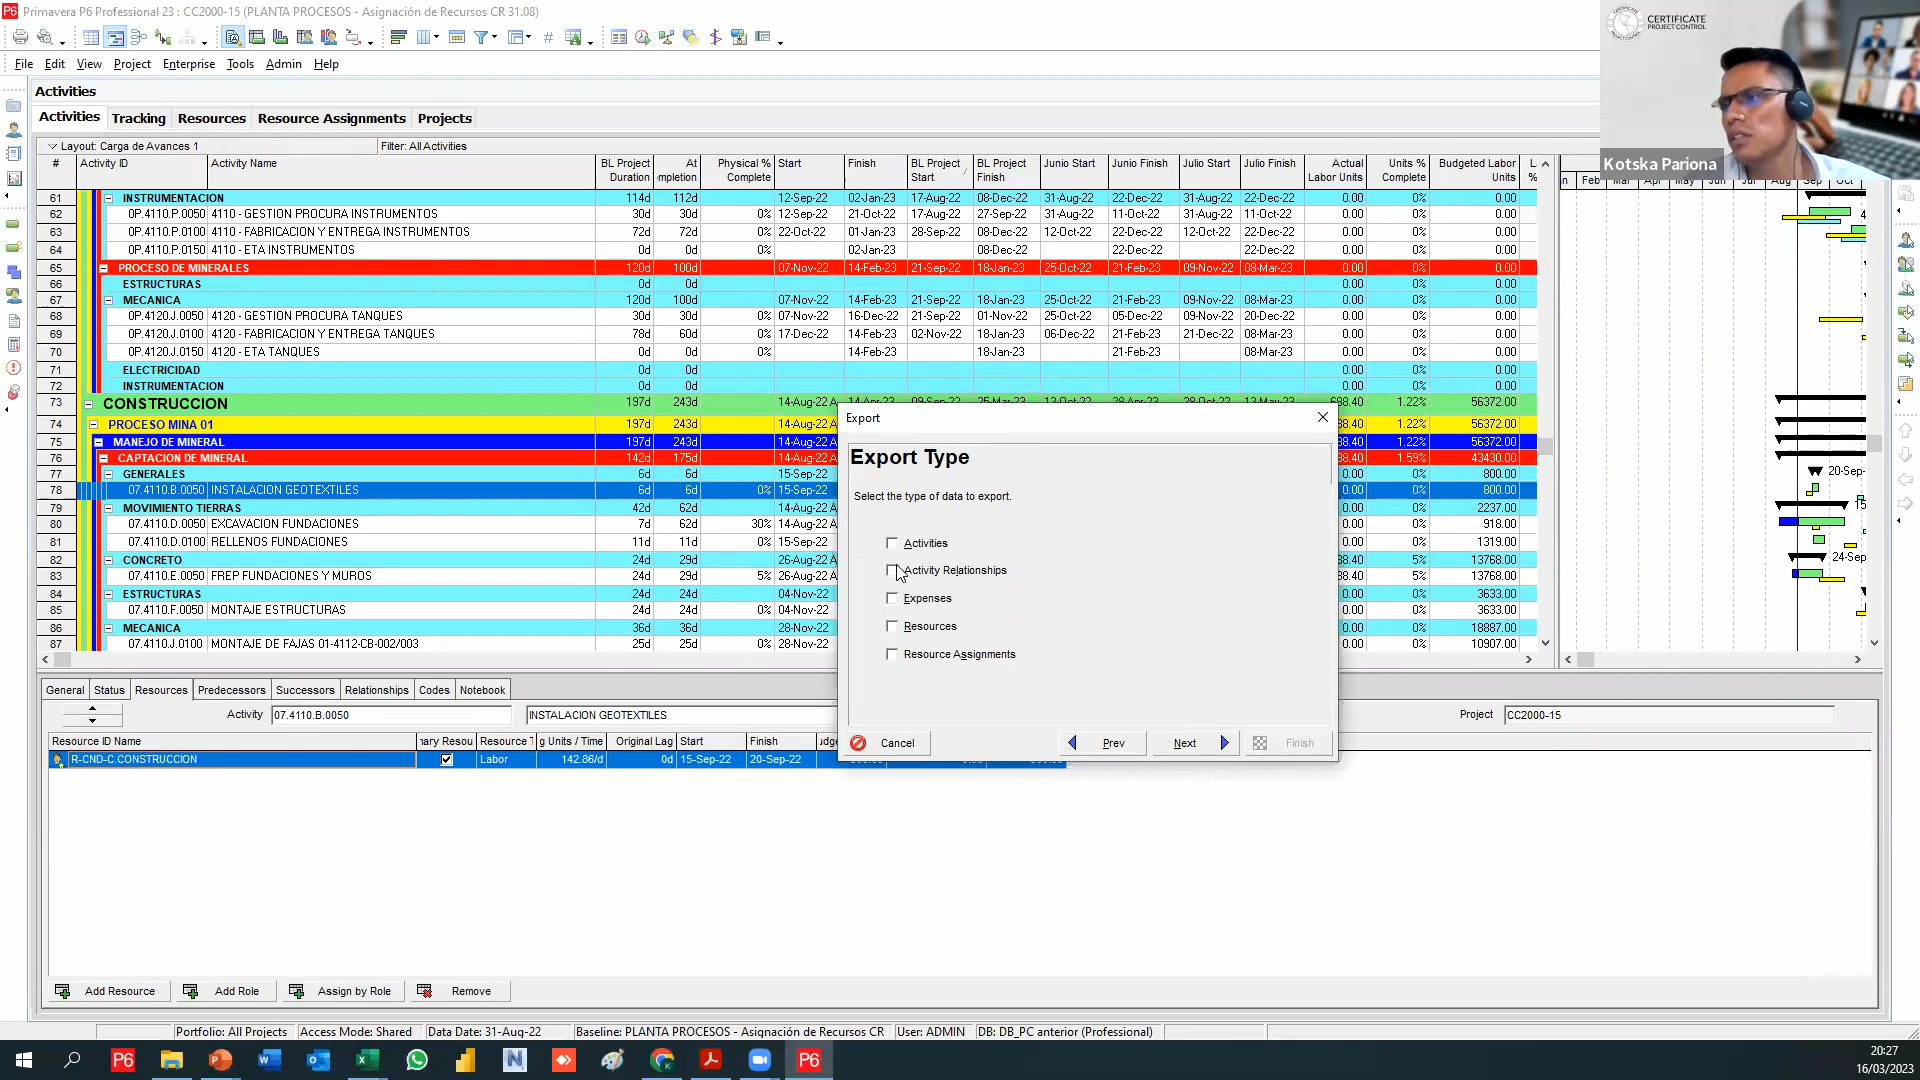 Primavera P6 Professional 23 : CC2000-15 (PLANTA PROCESOS - Asignación de Recursos CR 31.08)
CERTIFICATE
PROJECT CONTROL
Kotska Pariona
File Edit View Project Enterprise Tools Admin Help
Activities
Activities Tracking Resources Resource Assignments Projects
Layout: Carga de Avances 1 Filter: All Activities
# Activity ID Activity Name BL Project Duration At Physical % Complete Start Finish BL Project Start BL Project Finish Junio Start Junio Finish Julio Start Julio Finish Actual Labor Units Units % Complete Budgeted Labor Units
Feb Mar Apr May Jun Jul Aug Sep Oct
61 INSTRUMENTACION 114d 112d 12-Sep-22 02-Jan-23 17-Aug-22 08-Dec-22 31-Aug-22 22-Dec-22 31-Aug-22 22-Dec-22 0.00 0% 0.00
62 0P.4110.P.0050 4110 - GESTION PROCURA INSTRUMENTOS 30d 30d 0% 12-Sep-22 21-Oct-22 17-Aug-22 27-Sep-22 31-Aug-22 11-Oct-22 31-Aug-22 11-Oct-22 0.00 0% 0.00
63 0P.4110.P.0100 4110 - FABRICACION Y ENTREGA INSTRUMENTOS 72d 72d 0% 22-Oct-22 01-Jan-23 28-Sep-22 08-Dec-22 12-Oct-22 22-Dec-22 12-Oct-22 22-Dec-22 0.00 0% 0.00
64 0P.4110.P.0150 4110 - ETA INSTRUMENTOS 0d 0d 0% 02-Jan-23 08-Dec-22 22-Dec-22 22-Dec-22 0.00 0% 0.00
65 PROCESO DE MINERALES 120d 100d 07-Nov-22 14-Feb-23 21-Sep-22 18-Jan-23 25-Oct-22 21-Feb-23 09-Nov-22 08-Mar-23 0.00 0% 0.00
66 ESTRUCTURAS 0d 0d 0.00 0% 0.00
67 MECANICA 120d 100d 07-Nov-22 14-Feb-23 21-Sep-22 18-Jan-23 25-Oct-22 21-Feb-23 09-Nov-22 08-Mar-23 0.00 0% 0.00
68 0P.4120.J.0050 4120 - GESTION PROCURA TANQUES 30d 30d 0% 07-Nov-22 16-Dec-22 21-Sep-22 01-Nov-22 25-Oct-22 05-Dec-22 09-Nov-22 20-Dec-22 0.00 0% 0.00
69 0P.4120.J.0100 4120 - FABRICACION Y ENTREGA TANQUES 78d 60d 0% 17-Dec-22 14-Feb-23 02-Nov-22 18-Jan-23 06-Dec-22 21-Feb-23 21-Dec-22 08-Mar-23 0.00 0% 0.00
70 0P.4120.J.0150 4120 - ETA TANQUES 0d 0d 0% 14-Feb-23 18-Jan-23 21-Feb-23 08-Mar-23 0.00 0% 0.00
71 ELECTRICIDAD 0d 0d 0.00 0% 0.00
72 INSTRUMENTACION 0d 0d 0.00 0% 0.00
73 CONSTRUCCION 197d 243d 14-Aug-22 A 1.22% 56372.00
74 PROCESO MINA 01 197d 243d 14-Aug-22 A 1.22% 56372.00
75 MANEJO DE MINERAL 197d 243d 14-Aug-22 A 1.22% 56372.00
76 CAPTACION DE MINERAL 142d 175d 14-Aug-22 A 1.59% 43430.00
77 GENERALES 6d 6d 15-Sep-22 0.00 0% 800.00
78 07.4110.B.0050 INSTALACION GEOTEXTILES 6d 6d 0% 15-Sep-22 0.00 0% 800.00
79 MOVIMIENTO TIERRAS 42d 62d 14-Aug-22 A 0.00 0% 2237.00
80 07.4110.D.0050 EXCAVACION FUNDACIONES 7d 62d 30% 14-Aug-22 A 0.00 0% 918.00
81 07.4110.D.0100 RELLENOS FUNDACIONES 11d 11d 0% 15-Sep-22 0.00 0% 1319.00
82 CONCRETO 24d 29d 26-Aug-22 A 5% 13768.00
83 07.4110.E.0050 FREP FUNDACIONES Y MUROS 24d 29d 5% 26-Aug-22 A 5% 13768.00
84 ESTRUCTURAS 24d 24d 04-Nov-22 0.00 0% 3633.00
85 07.4110.F.0050 MONTAJE ESTRUCTURAS 24d 24d 0% 04-Nov-22 0.00 0% 3633.00
86 MECANICA 36d 36d 28-Nov-22 0.00 0% 18887.00
87 07.4110.J.0100 MONTAJE DE FAJAS 01-4112-CB-002/003 25d 25d 0% 28-Nov-22 0.00 0% 10907.00
Export
Export Type
Select the type of data to export.
Activities
Activity Relationships
Expenses
Resources
Resource Assignments
Cancel Prev Next Finish
General Status Resources Predecessors Successors Relationships Codes Notebook
Activity 07.4110.B.0050 INSTALACION GEOTEXTILES Project CC2000-15
Resource ID Name Resource Units / Time Original Lag Start Finish
R-CND-C.CONSTRUCCION Labor 142.86/d 0d 15-Sep-22 20-Sep-22
Add Resource Add Role Assign by Role Remove
Portfolio: All Projects Access Mode: Shared Data Date: 31-Aug-22 Baseline: PLANTA PROCESOS - Asignación de Recursos CR User: ADMIN DB: DB_PC anterior (Professional)
20:27
16/03/2023